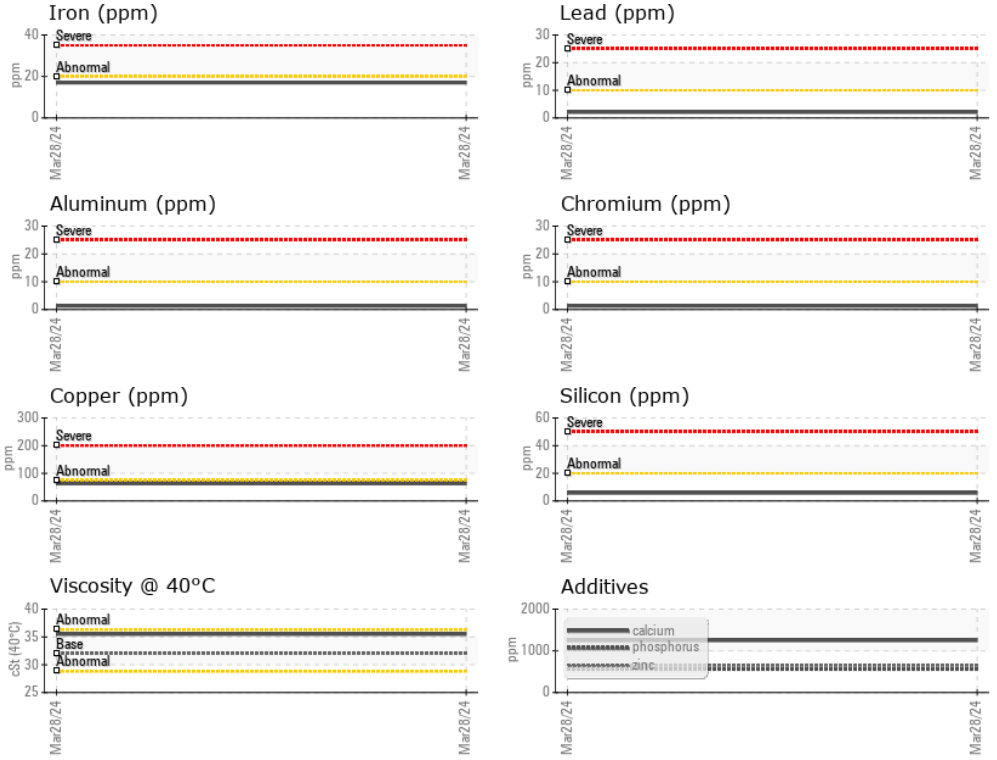 Iron (ppm)
ppm
40
20
0
Severe
Abnormal
Mar28/24
Mar28/24
Lead (ppm)
ppm
30
20
10
0
Severe
Abnormal
Mar28/24
Mar28/24
Aluminum (ppm)
ppm
30
20
10
0
Severe
Abnormal
Mar28/24
Mar28/24
Chromium (ppm)
ppm
30
20
10
0
Severe
Abnormal
Mar28/24
Mar28/24
Copper (ppm)
ppm
300
200
100
0
Severe
Abnormal
Mar28/24
Mar28/24
Silicon (ppm)
ppm
60
40
20
0
Severe
Abnormal
Mar28/24
Mar28/24
Viscosity @ 40°C
cSt (40°C)
40
35
30
25
Abnormal
Base
Abnormal
Mar28/24
Mar28/24
Additives
ppm
2000
1000
0
calcium
phosphorus
zinc
Mar28/24
Mar28/24